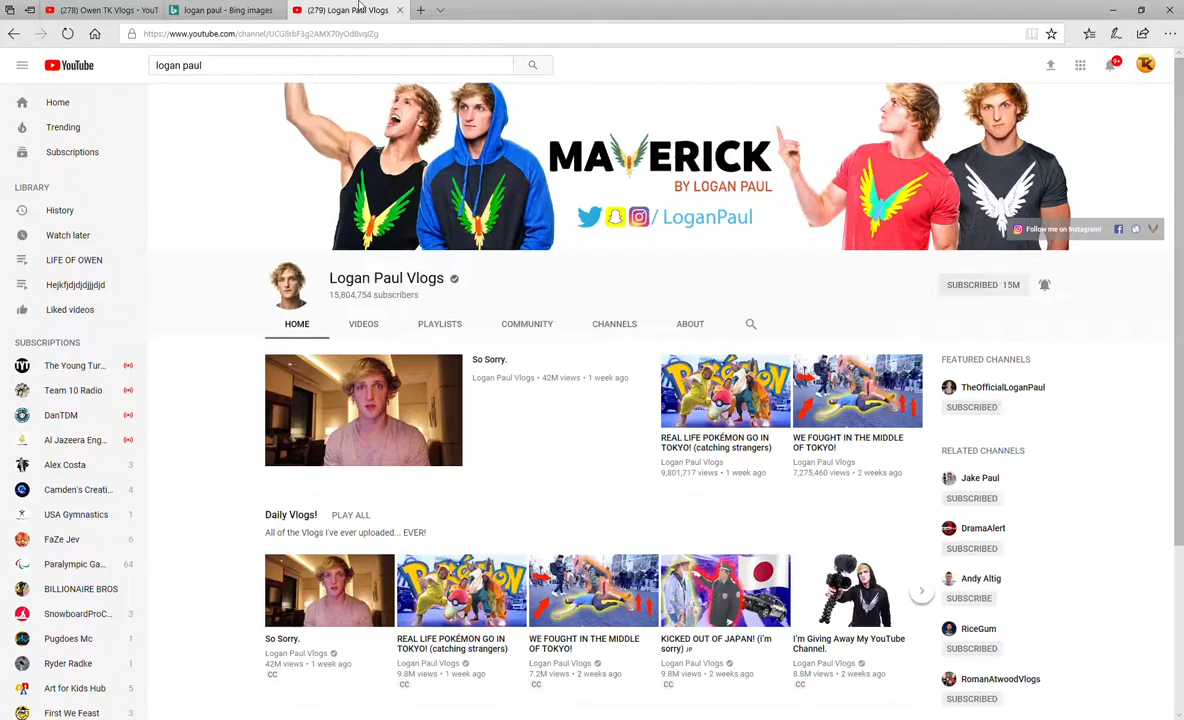 (278) Owen TK Vlogs - YouT
logan paul - Bing images
(279) Logan Paul Vlogs
https://www.youtube.com/channel/UCG8rbF3g2AMX70yOd8vqIZg
YouTube
logan paul
9+
TK
Home
Trending
Subscriptions
LIBRARY
History
Watch later
LIFE OF OWEN
Hejkfjdjdjjjdjd
Liked videos
SUBSCRIPTIONS
The Young Tur...
Team 10 Radio
DanTDM
Al Jazeera Eng...
Alex Costa 3
Camden's Creati... 4
USA Gymnastics 1
FaZe Jev 6
Paralympic Ga... 64
BILLIONAIRE BROS
SnowboardProC... 3
Pugdoes Mc 1
Ryder Radke 1
Art for Kids Hub 5
First We Feast 3
MAVERICK
BY LOGAN PAUL
/ LoganPaul
Follow me on Instagram!
Logan Paul Vlogs
15,804,754 subscribers
SUBSCRIBED 15M
HOME VIDEOS PLAYLISTS COMMUNITY CHANNELS ABOUT
So Sorry.
Logan Paul Vlogs • 42M views • 1 week ago
Pokémon
REAL LIFE POKÉMON GO IN
TOKYO! (catching strangers)
Logan Paul Vlogs
9,801,717 views • 1 week ago
WE FOUGHT IN THE MIDDLE
OF TOKYO!
Logan Paul Vlogs
7,275,460 views • 2 weeks ago
Daily Vlogs! PLAY ALL
All of the Vlogs I've ever uploaded... EVER!
So Sorry.
Logan Paul Vlogs
42M views • 1 week ago
CC
Pokémon
REAL LIFE POKÉMON GO IN
TOKYO! (catching strangers)
Logan Paul Vlogs
9.8M views • 1 week ago
CC
WE FOUGHT IN THE MIDDLE
OF TOKYO!
Logan Paul Vlogs
7.2M views • 2 weeks ago
CC
KICKED OUT OF JAPAN! (i'm
sorry) JP
Logan Paul Vlogs
9.8M views • 2 weeks ago
CC
I'm Giving Away My YouTube
Channel.
Logan Paul Vlogs
8.8M views • 2 weeks ago
CC
FEATURED CHANNELS
TheOfficialLoganPaul
SUBSCRIBED
RELATED CHANNELS
Jake Paul
SUBSCRIBED
DramaAlert
SUBSCRIBED
Andy Altig
SUBSCRIBE
RiceGum
SUBSCRIBED
RomanAtwoodVlogs
SUBSCRIBED